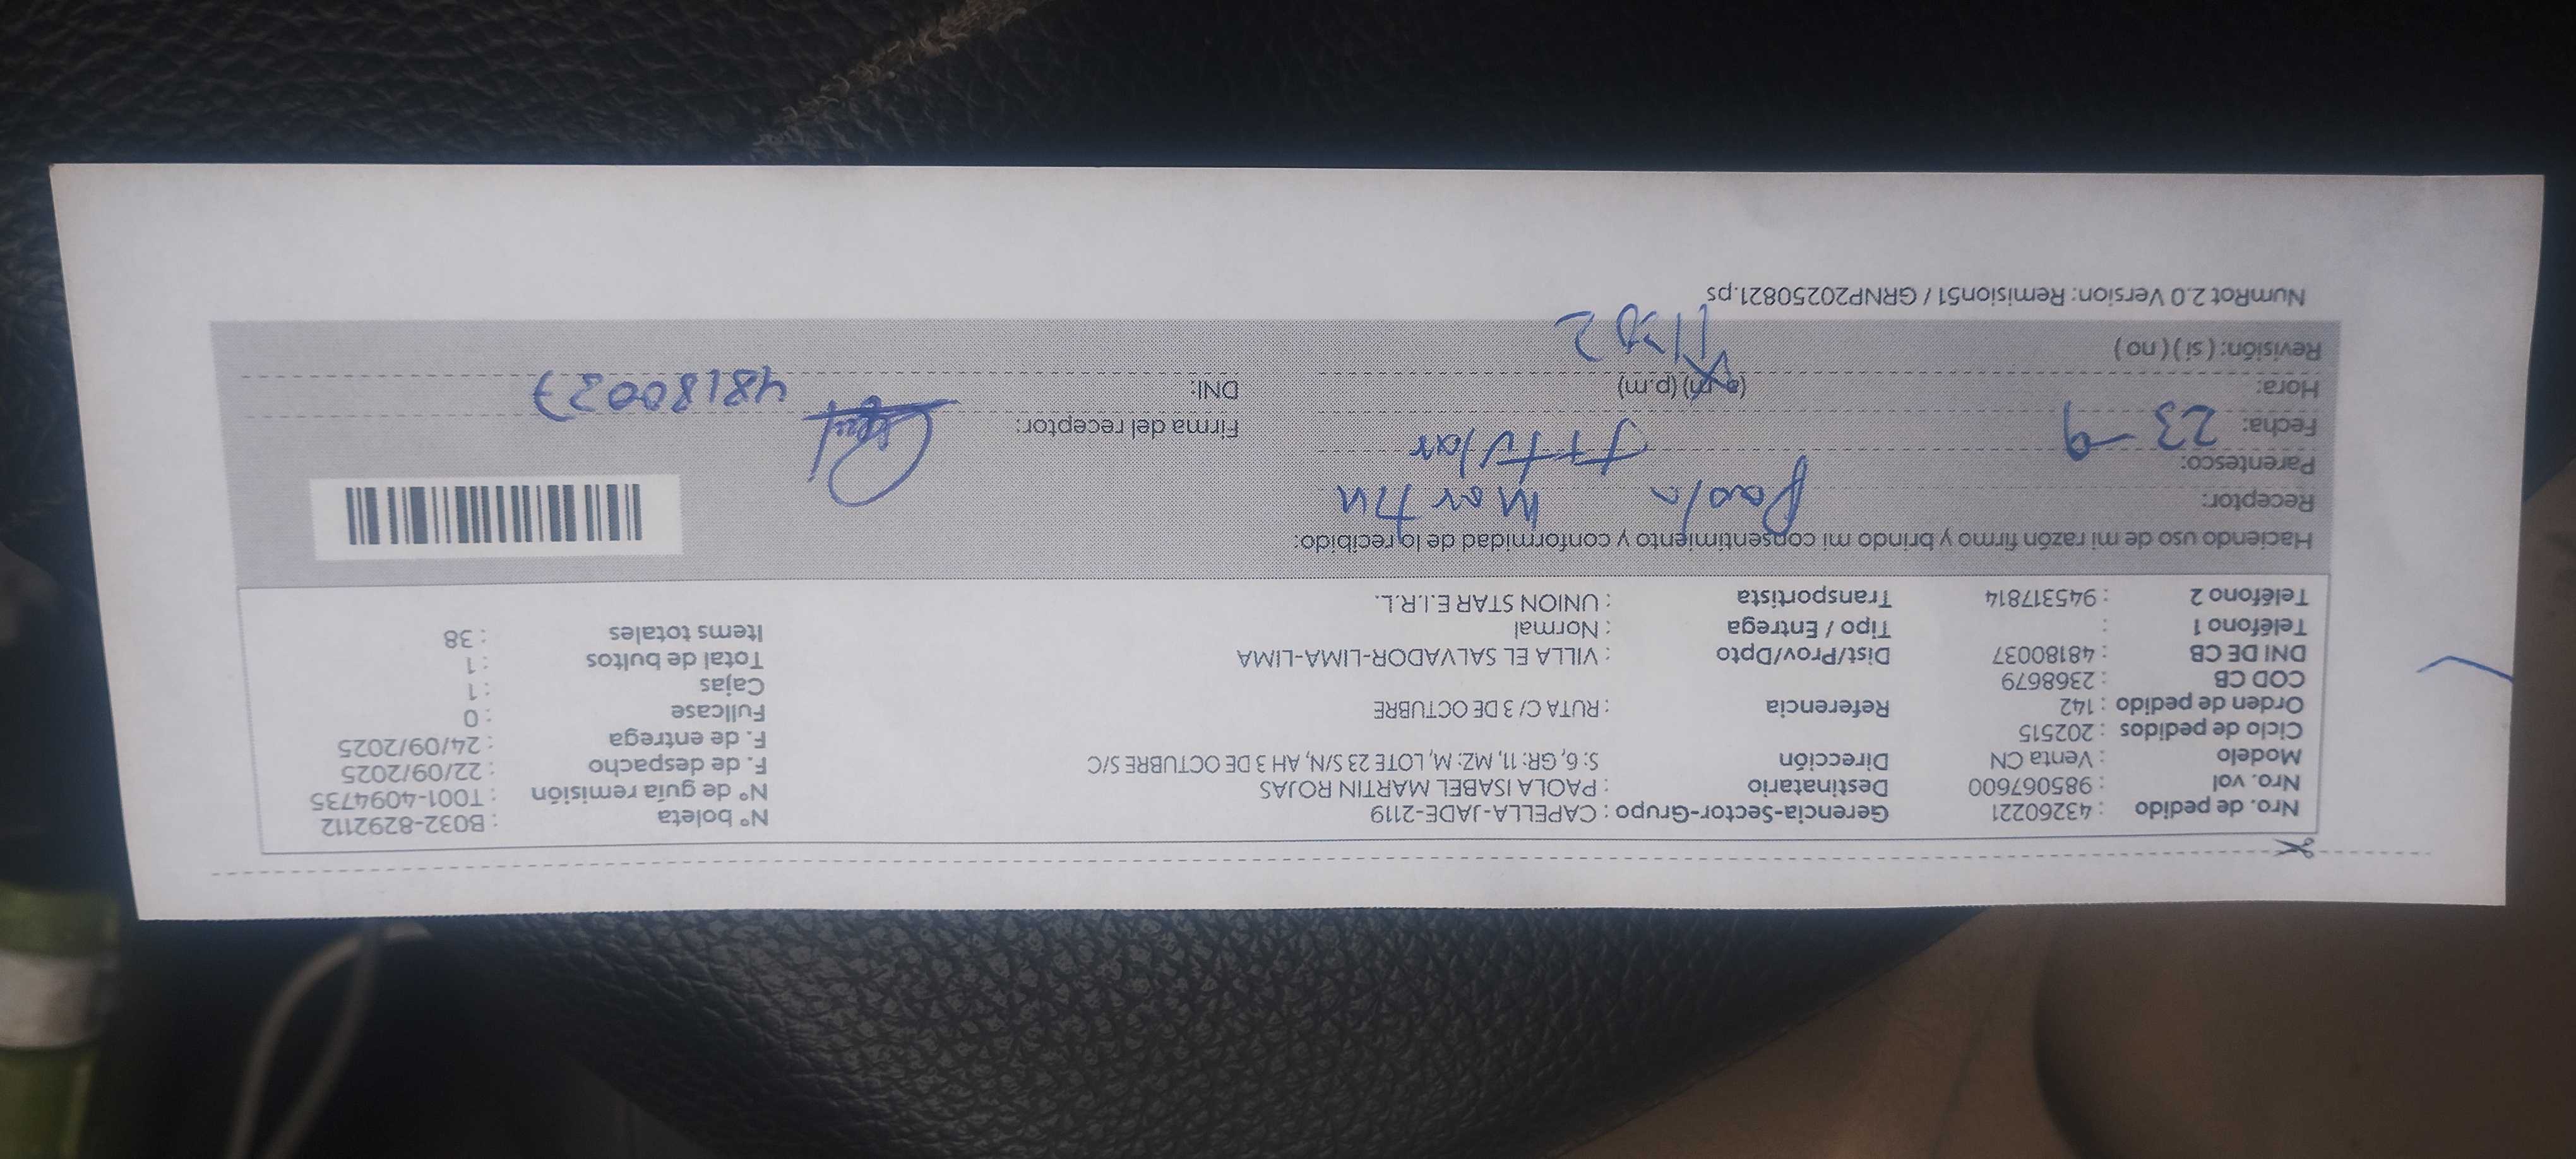 Nro. de pedido : 43260221 Gerencia-Sector-Grupo : CAPELLA-JADE-2119 N° boleta : B032-8292112
Nro. vol : 985067600 Destinatario : PAOLA ISABEL MARTIN ROJAS N° de guía remisión : T001-4094735
Modelo : Venta CN Dirección S: 6, GR: 11, MZ: M, LOTE 23 S/N, AH 3 DE OCTUBRE S/C F. de despacho : 22/09/2025
Ciclo de pedidos : 202515 F. de entrega : 24/09/2025
Orden de pedido : 142 Referencia : RUTA C/ 3 DE OCTUBRE Fullcase : 0
COD CB : 2368679 Cajas : 1
DNI DE CB : 48180037 Dist/Prov/Dpto : VILLA EL SALVADOR-LIMA-LIMA Total de bultos : 1
Teléfono 1 : Tipo / Entrega : Normal Items totales : 38
Teléfono 2 : 945317814 Transportista : UNION STAR E.I.R.L.
Haciendo uso de mi razón firmo y brindo mi consentimiento y conformidad de lo recibido:
Receptor: Paola Martin
Parentesco: Titular
Fecha: 23-9 Firma del receptor:
Hora: (a.m) (p.m) DNI: 48180037
Revisión: ( si ) ( no )
NumRot 2.0 Version: Remision51 / GRNP20250821.ps